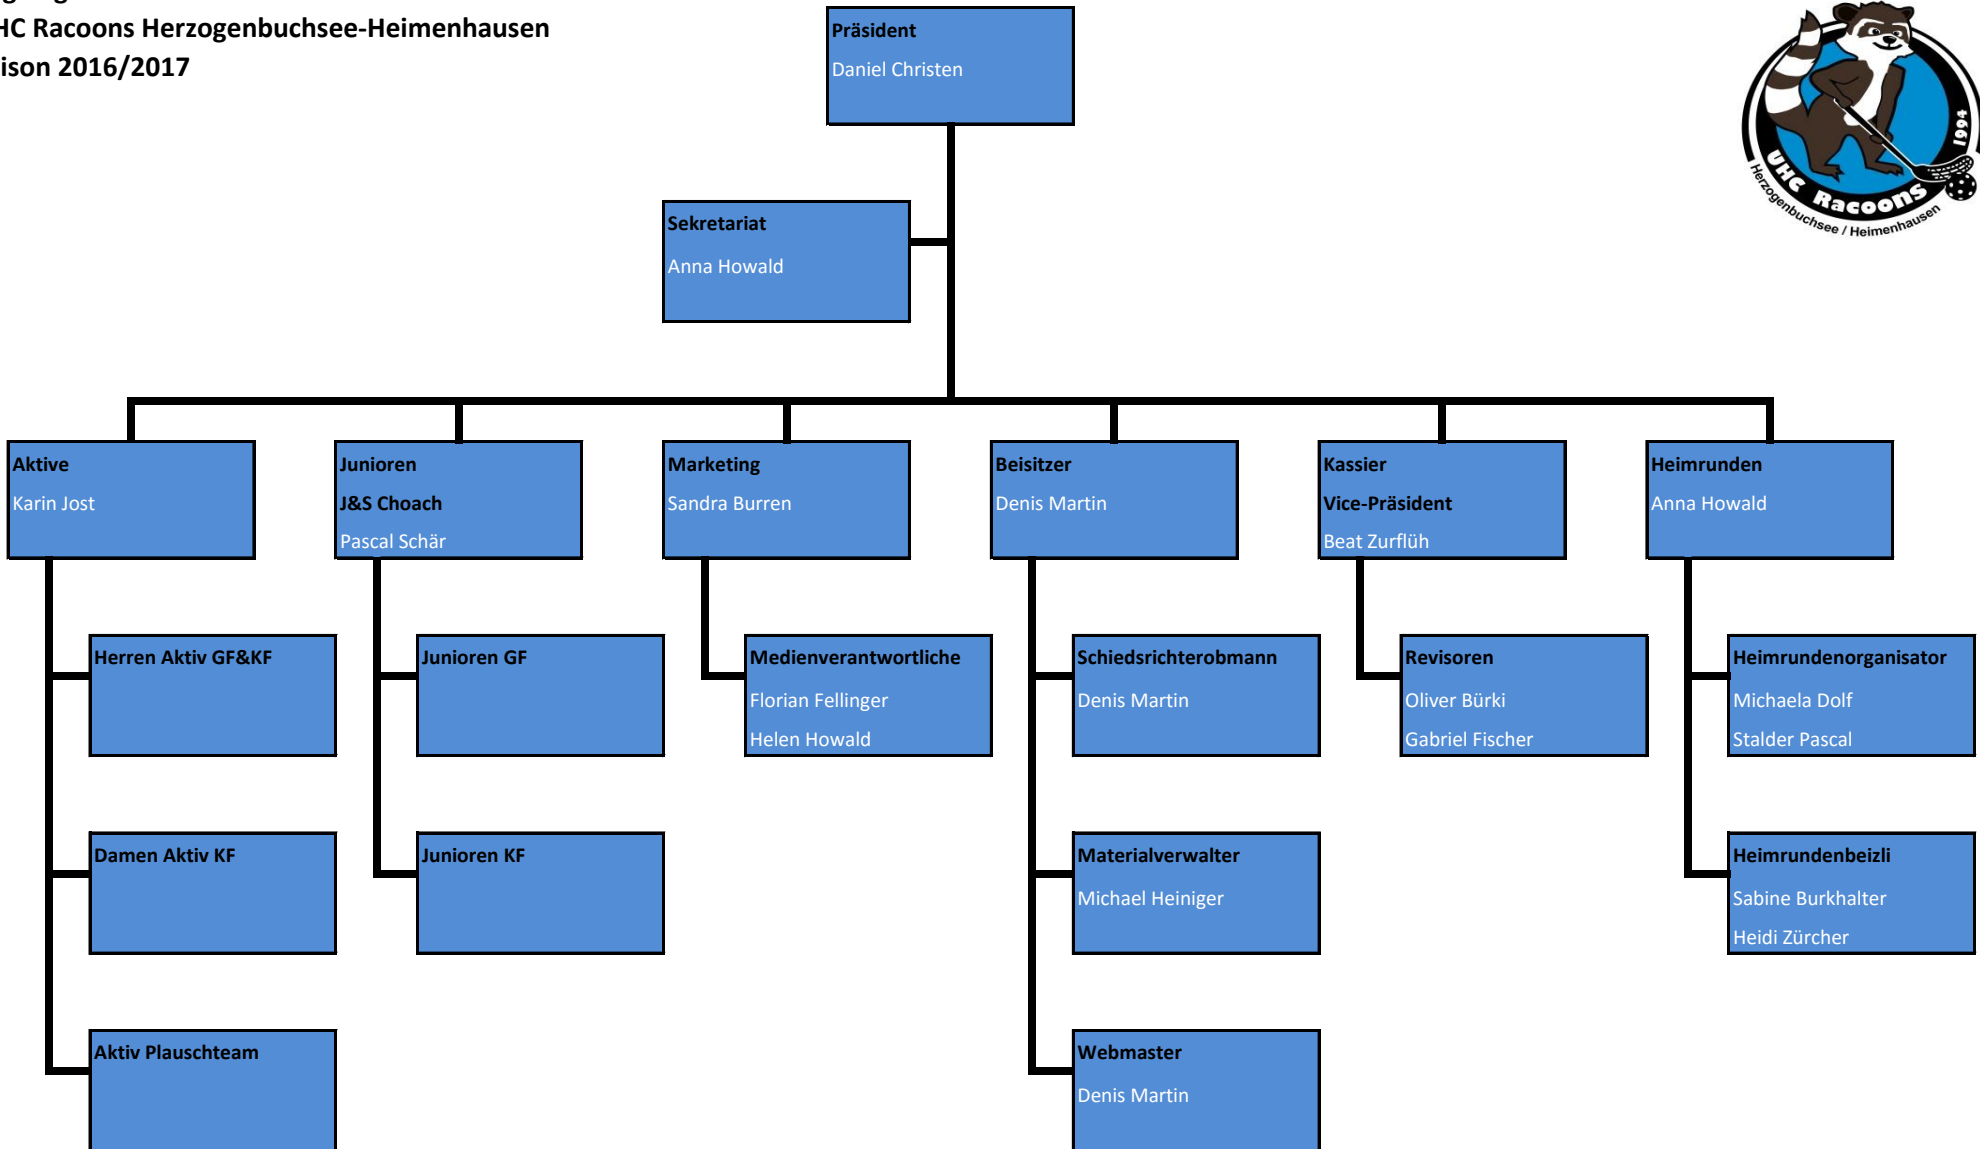 HC Racoons Herzogenbuchsee-Heimenhausen
ison 2016/2017
Präsident
Daniel Christen
1994
UHC Racoons
Herzogenbuchsee / Heimenhausen
Sekretariat
Anna Howald
Aktive
Karin Jost
Junioren
J&S Choach
Pascal Schär
Marketing
Sandra Burren
Beisitzer
Denis Martin
Kassier
Vice-Präsident
Beat Zurflüh
Heimrunden
Anna Howald
Herren Aktiv GF&KF
Junioren GF
Medienverantwortliche
Florian Fellinger
Helen Howald
Schiedsrichterobmann
Denis Martin
Revisoren
Oliver Bürki
Gabriel Fischer
Heimrundenorganisator
Michaela Dolf
Stalder Pascal
Damen Aktiv KF
Junioren KF
Materialverwalter
Michael Heiniger
Heimrundenbeizli
Sabine Burkhalter
Heidi Zürcher
Aktiv Plauschteam
Webmaster
Denis Martin